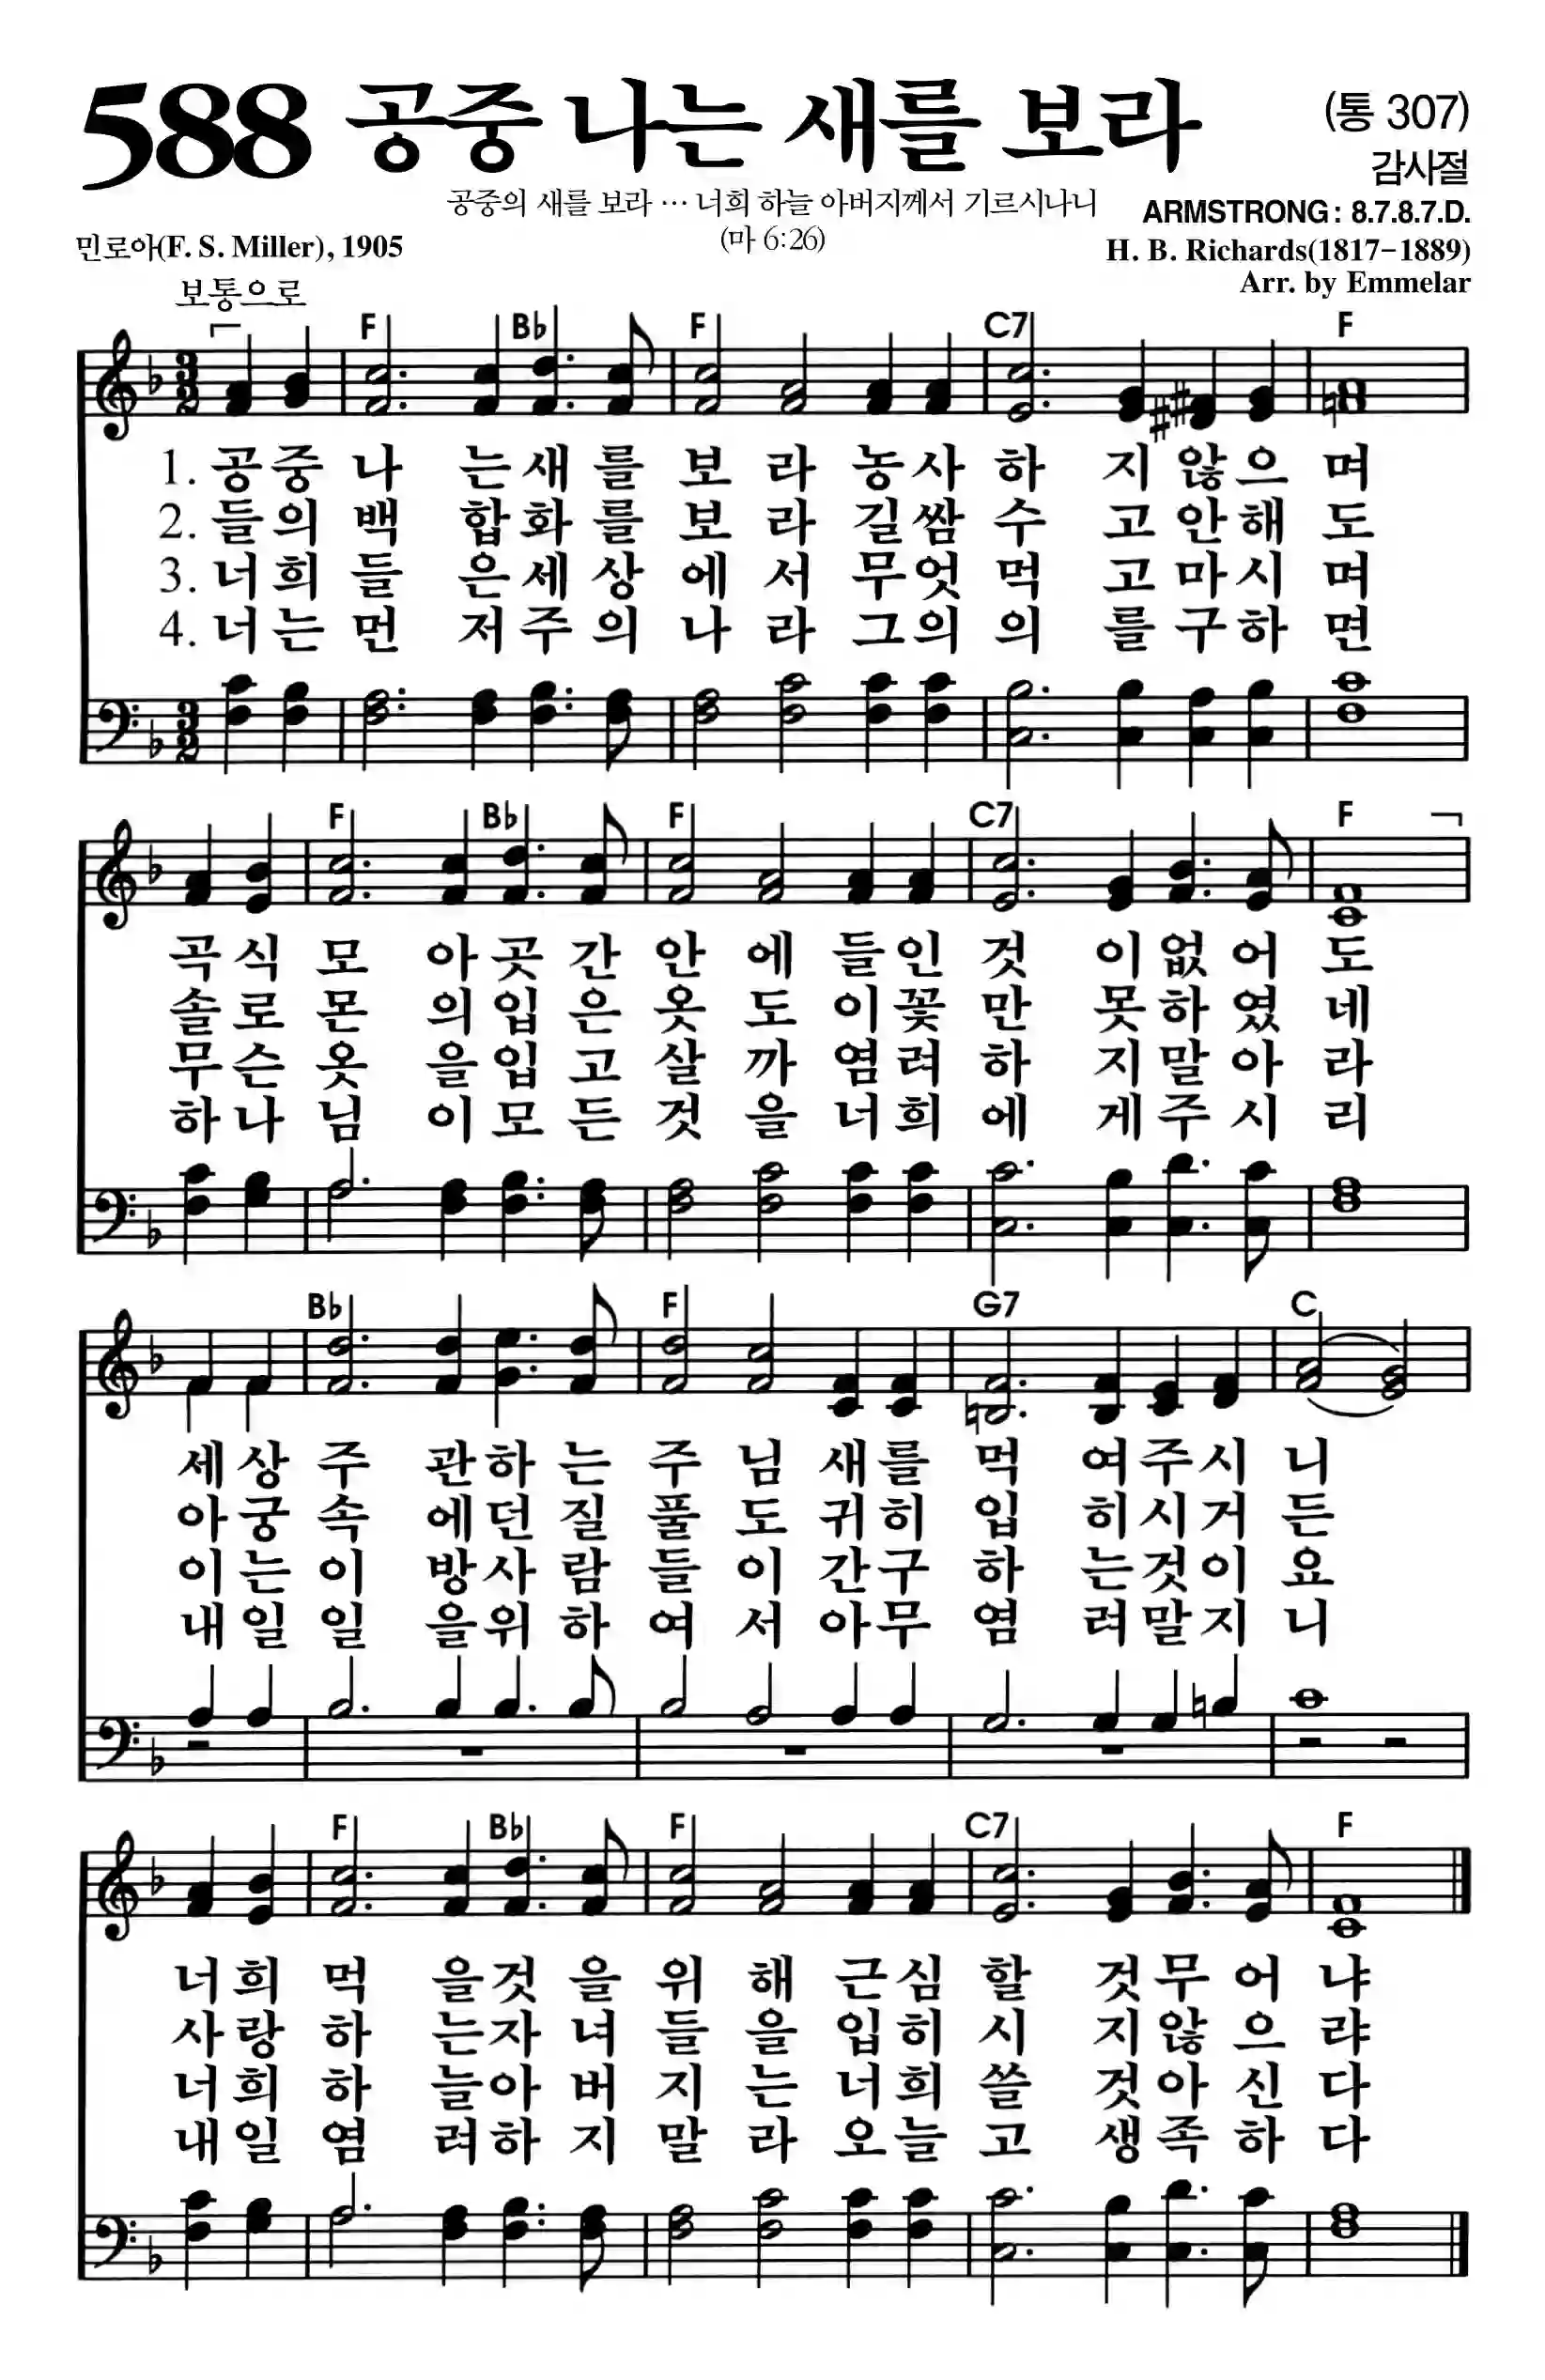 588 공중 나는 새를 보라 (통 307)
감사절
공중의 새를 보라 … 너희 하늘 아버지께서 기르시나니
ARMSTRONG: 8.7.8.7.D.
민로아(F. S. Miller), 1905
(마 6:26)
H. B. Richards(1817-1889)
보통으로
Arr. by Emmelar
F B♭ F C7 F
1. 공중 나 는새 를 보 라 농사 하 지 않으 며
2. 들의 백 합화 를 보 라 길쌈 수 고 안해 도
3. 너희 들 은세 상 에 서 무엇 먹 고 마시 며
4. 너는 먼 저주 의 나 라 그의 의 를 구하 면
F B♭ F C7 F
곡식 모 아곳 간 안 에 들인 것 이없 어 도
솔로 몬 의입 은 옷 도 이꽃 만 못하 였 네
무슨 옷 을입 고 살 까 염려 하 지말 아 라
하나 님 이모 든 것 을 너희 에 게주 시 리
B♭ F G7 C
세상 주 관하 는 주 님 새를 먹 여주시 니
아궁 속 에던 질 풀 도 귀히 입 히시거 든
이는 이 방사 람 들 이 간구 하 는것이 요
내일 일 을위 하 여 서 아무 염 려말지 니
F B♭ F C7 F
너희 먹 을것 을 위 해 근심 할 것무 어 냐
사랑 하 는자 녀 들 을 입히 시 지않 으 랴
너희 하 늘아 버 지 는 너희 쓸 것아 신 다
내일 염 려하 지 말 라 오늘 고 생족 하 다